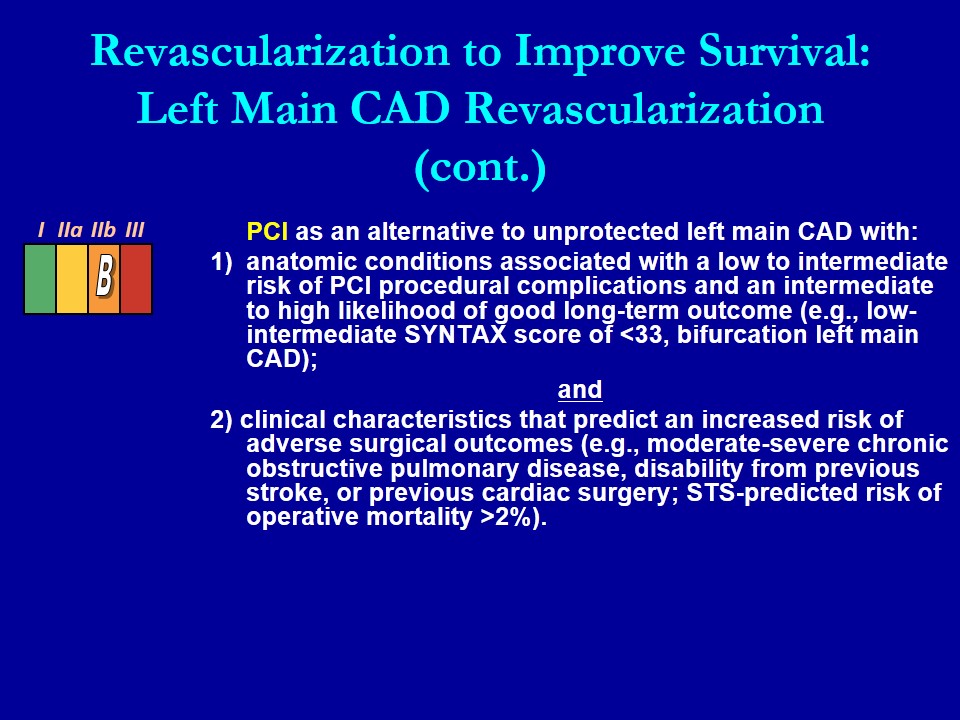 Revascularization to Improve Survival:
Left Main CAD Revascularization
(cont.)
I IIa IIb III
B
PCI as an alternative to unprotected left main CAD with:
1) anatomic conditions associated with a low to intermediate
risk of PCI procedural complications and an intermediate
to high likelihood of good long-term outcome (e.g., low-
intermediate SYNTAX score of <33, bifurcation left main
CAD);
and
2) clinical characteristics that predict an increased risk of
adverse surgical outcomes (e.g., moderate-severe chronic
obstructive pulmonary disease, disability from previous
stroke, or previous cardiac surgery; STS-predicted risk of
operative mortality >2%).